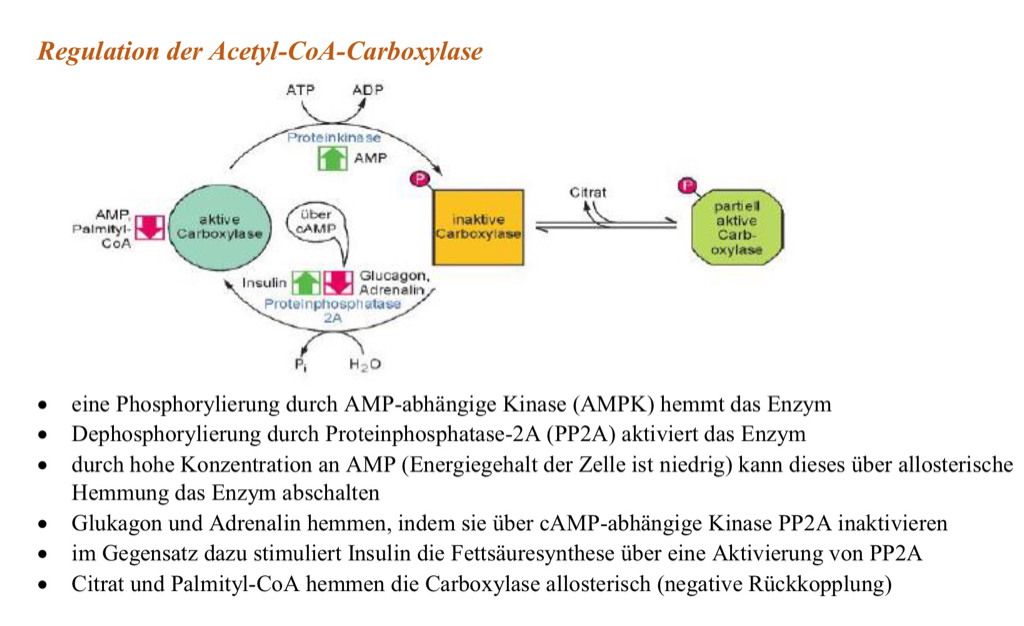 Regulation der Acetyl-CoA-Carboxylase
ATP ADP
Proteinkinase
AMP
P
Citrat
P
AMP,
Palmityl-
CoA
aktive
Carboxylase
über
cAMP
inaktive
Carboxylase
partiell
aktive
Carb-
oxylase
Insulin
Glucagon,
Adrenalin
Proteinphosphatase
2A
Pi H2O
• eine Phosphorylierung durch AMP-abhängige Kinase (AMPK) hemmt das Enzym
• Dephosphorylierung durch Proteinphosphatase-2A (PP2A) aktiviert das Enzym
• durch hohe Konzentration an AMP (Energiegehalt der Zelle ist niedrig) kann dieses über allosterische
Hemmung das Enzym abschalten
• Glukagon und Adrenalin hemmen, indem sie über cAMP-abhängige Kinase PP2A inaktivieren
• im Gegensatz dazu stimuliert Insulin die Fettsäuresynthese über eine Aktivierung von PP2A
• Citrat und Palmityl-CoA hemmen die Carboxylase allosterisch (negative Rückkopplung)